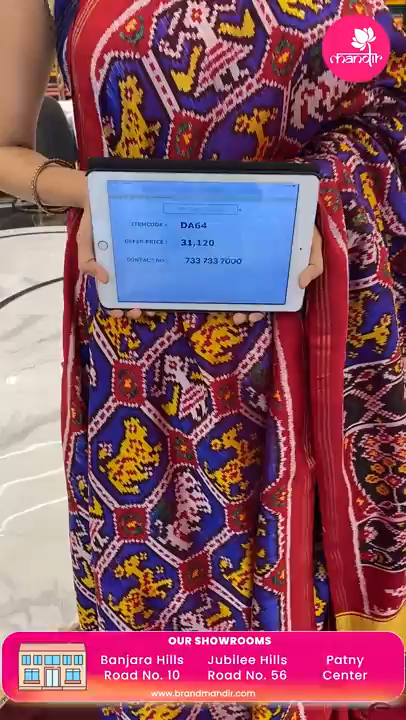 mandir
ITEMCODE : DA64
OFFER PRICE : 31,120
CONTACT NO : 733 733 7000
OUR SHOWROOMS
Banjara Hills
Road No. 10
Jubilee Hills
Road No. 56
Patny
Center
www.brandmandir.com